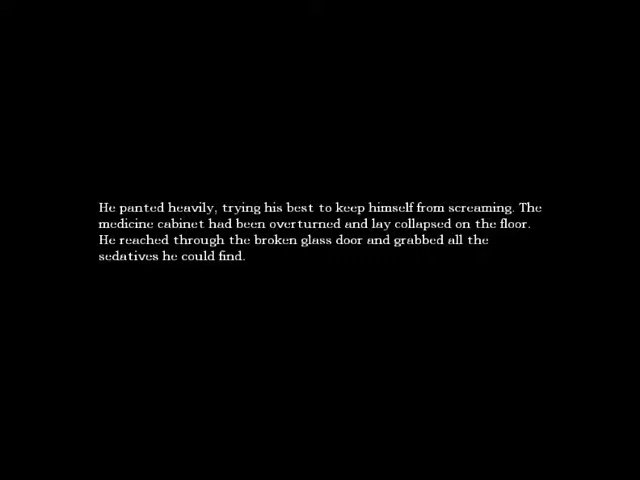 He panted heavily, trying his best to keep himself from screaming. The
medicine cabinet had been overturned and lay collapsed on the floor.
He reached through the broken glass door and grabbed all the
sedatives he could find.